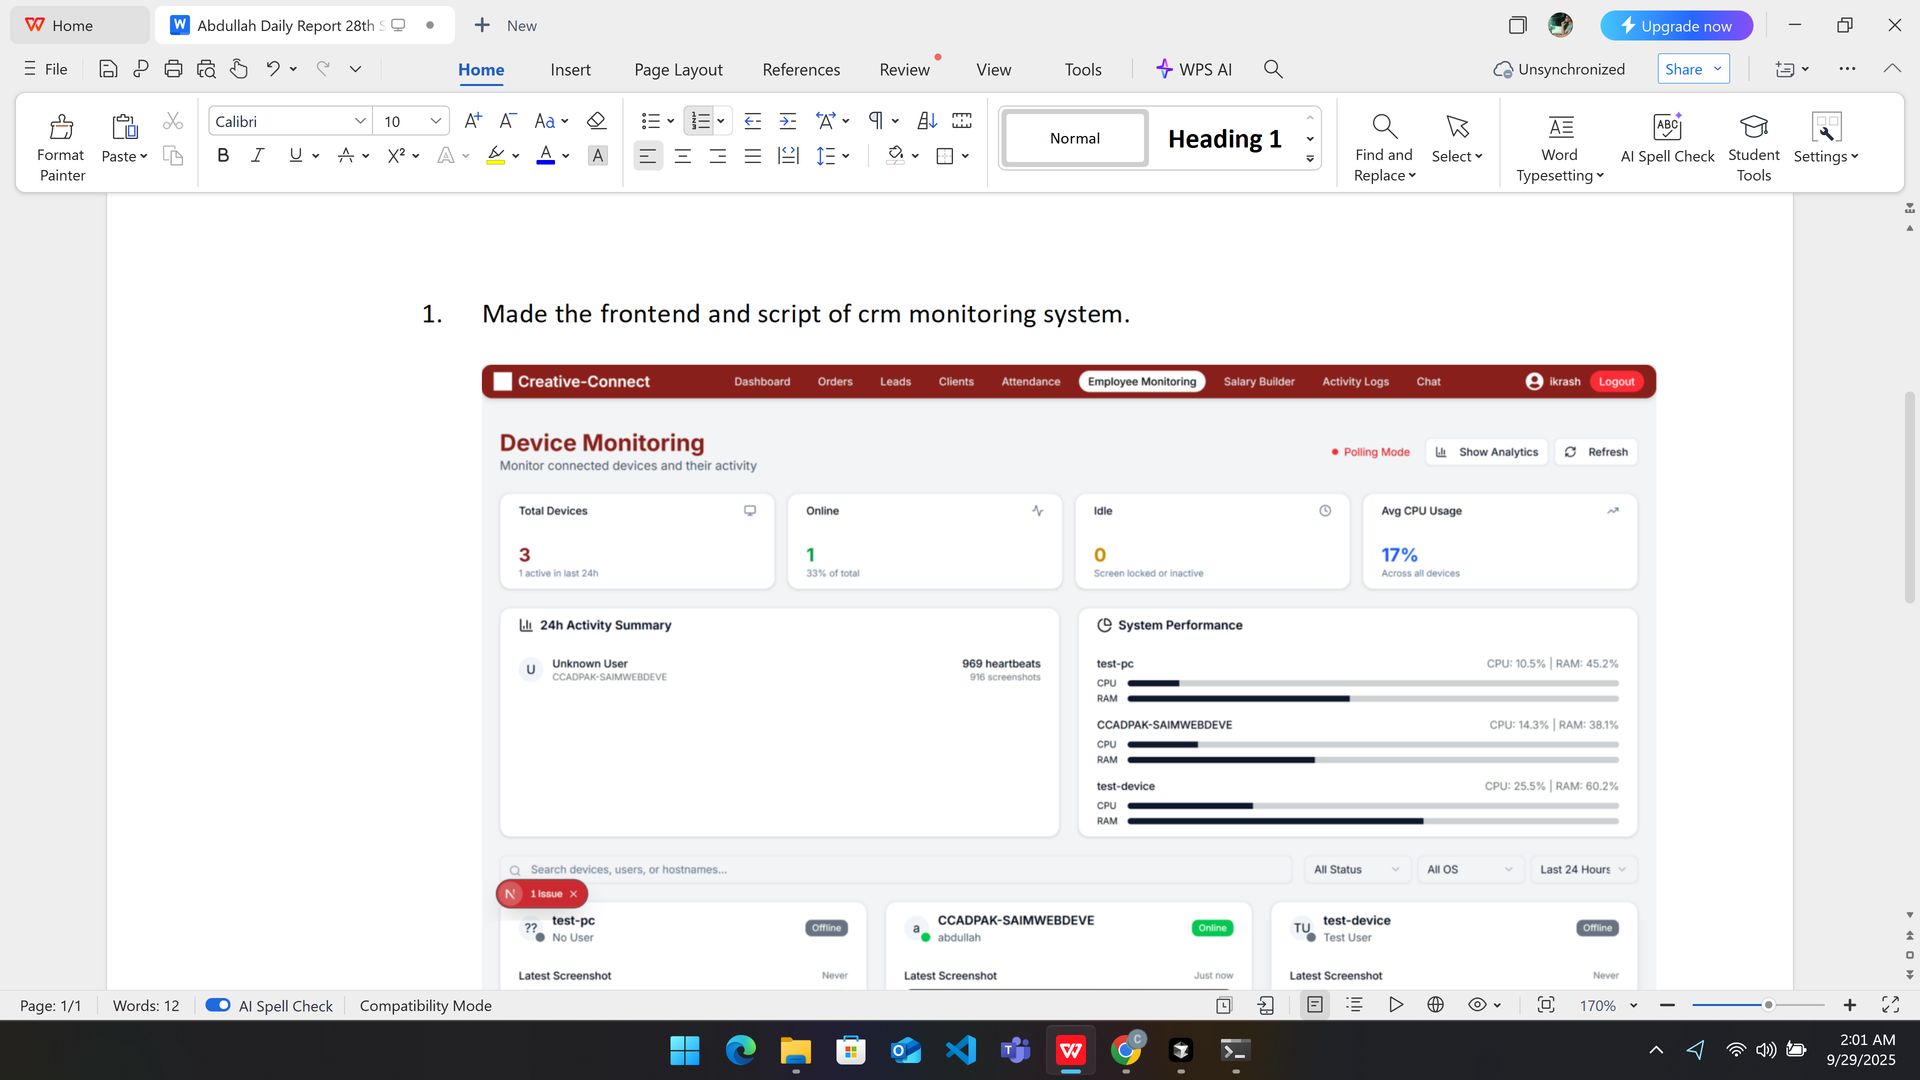 Home
Abdullah Daily Report 28th S
New
Upgrade now
File
Home
Insert
Page Layout
References
Review
View
Tools
WPS AI
Unsynchronized
Share
Format
Painter
Paste
Calibri
10
Normal
Heading 1
Find and
Replace
Select
Word
Typesetting
AI Spell Check
Student
Tools
Settings
1. Made the frontend and script of crm monitoring system.
Creative-Connect
Dashboard
Orders
Leads
Clients
Attendance
Employee Monitoring
Salary Builder
Activity Logs
Chat
ikrash
Logout
Device Monitoring
Monitor connected devices and their activity
Polling Mode
Show Analytics
Refresh
Total Devices
3
1 active in last 24h
Online
1
33% of total
Idle
0
Screen locked or inactive
Avg CPU Usage
17%
Across all devices
24h Activity Summary
U
Unknown User
CCADPAK-SAIMWEBDEVE
969 heartbeats
916 screenshots
System Performance
test-pc
CPU: 10.5% | RAM: 45.2%
CPU
RAM
CCADPAK-SAIMWEBDEVE
CPU: 14.3% | RAM: 38.1%
CPU
RAM
test-device
CPU: 25.5% | RAM: 60.2%
CPU
RAM
Search devices, users, or hostnames...
All Status
All OS
Last 24 Hours
N 1 Issue
??
test-pc
No User
Offline
Latest Screenshot
Never
a
CCADPAK-SAIMWEBDEVE
abdullah
Online
Latest Screenshot
Just now
TU
test-device
Test User
Offline
Latest Screenshot
Never
Page: 1/1
Words: 12
AI Spell Check
Compatibility Mode
170%
2:01 AM
9/29/2025